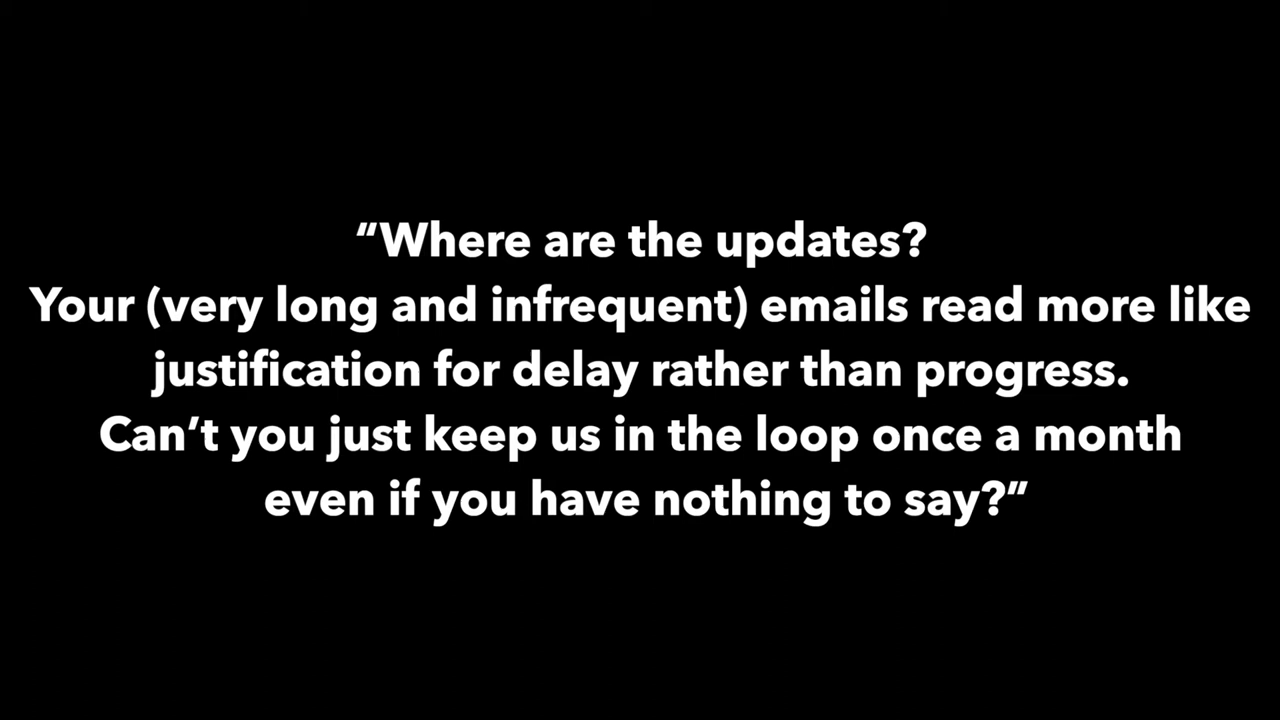 “Where are the updates?
Your (very long and infrequent) emails read more like
justification for delay rather than progress.
Can’t you just keep us in the loop once a month
even if you have nothing to say?”